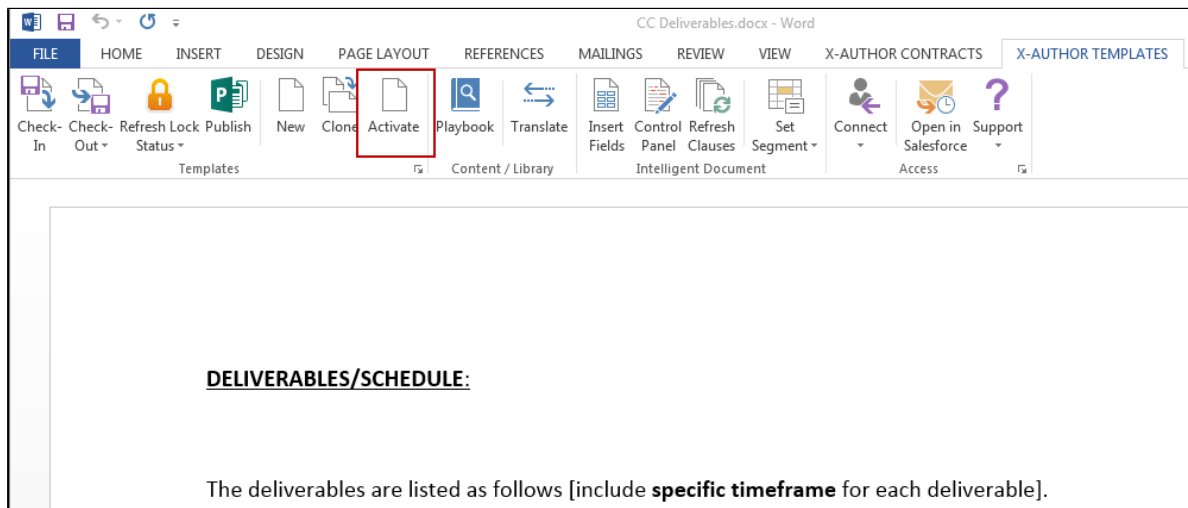 CC Deliverables.docx - Word
FILE HOME INSERT DESIGN PAGE LAYOUT REFERENCES MAILINGS REVIEW VIEW X-AUTHOR CONTRACTS X-AUTHOR TEMPLATES
Check- Check- Refresh Lock Publish New Clone Activate Playbook Translate Insert Control Refresh Set Connect Open in Support
In Out Status Fields Panel Clauses Segment Salesforce
Templates Content / Library Intelligent Document Access
DELIVERABLES/SCHEDULE:
The deliverables are listed as follows [include specific timeframe for each deliverable].